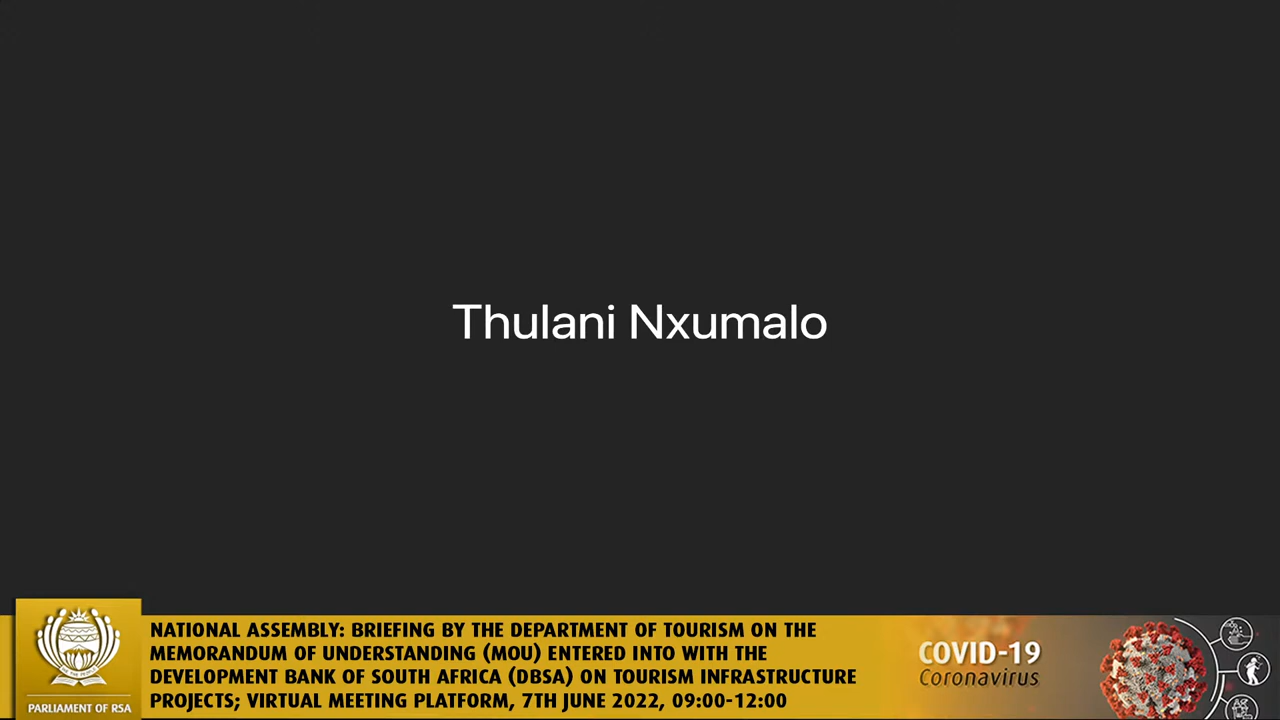 Thulani Nxumalo
NATIONAL ASSEMBLY: BRIEFING BY THE DEPARTMENT OF TOURISM ON THE
MEMORANDUM OF UNDERSTANDING (MOU) ENTERED INTO WITH THE
DEVELOPMENT BANK OF SOUTH AFRICA (DBSA) ON TOURISM INFRASTRUCTURE
PROJECTS; VIRTUAL MEETING PLATFORM, 7TH JUNE 2022, 09:00-12:00
PARLIAMENT OF RSA
COVID-19
Coronavirus